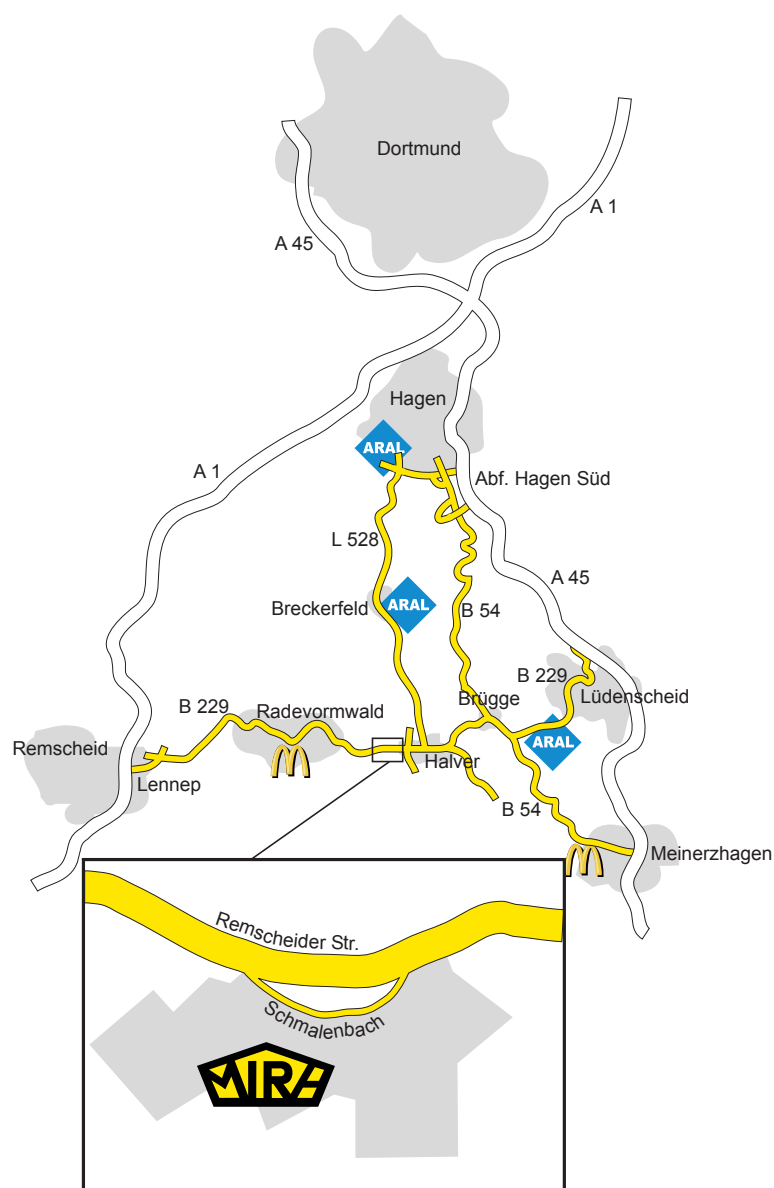 Dortmund
A 1
A 45
Hagen
ARAL
A 1
Abf. Hagen Süd
L 528
A 45
Breckerfeld
ARAL
B 54
B 229
Lüdenscheid
Brügge
B 229
Radevormwald
Remscheid
ARAL
Halver
Lennep
B 54
Meinerzhagen
Remscheider Str.
Schmalenbach
MIRA